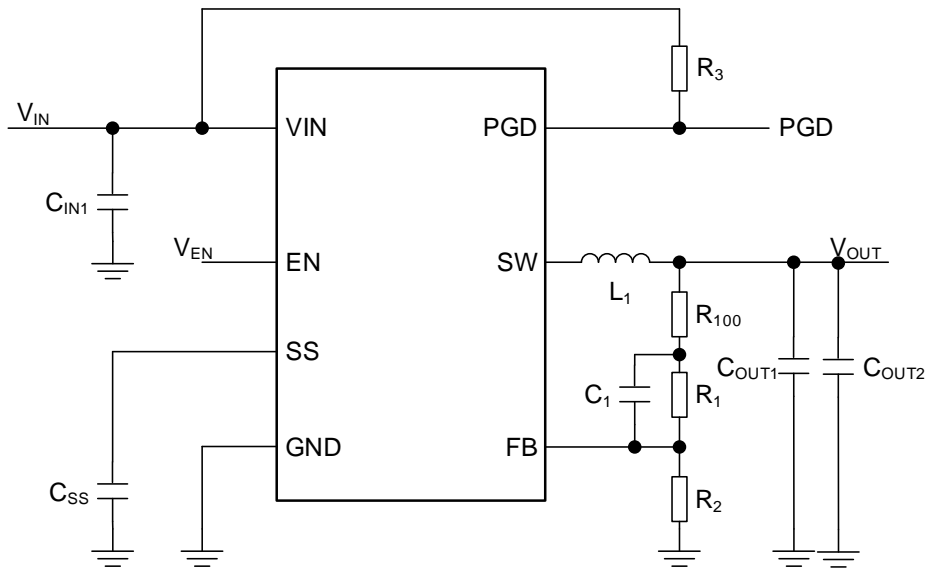 R3
VIN
VIN
PGD
PGD
CIN1
VEN
EN
SW
VOUT
L1
R100
SS
COUT1
COUT2
C1
R1
GND
FB
CSS
R2